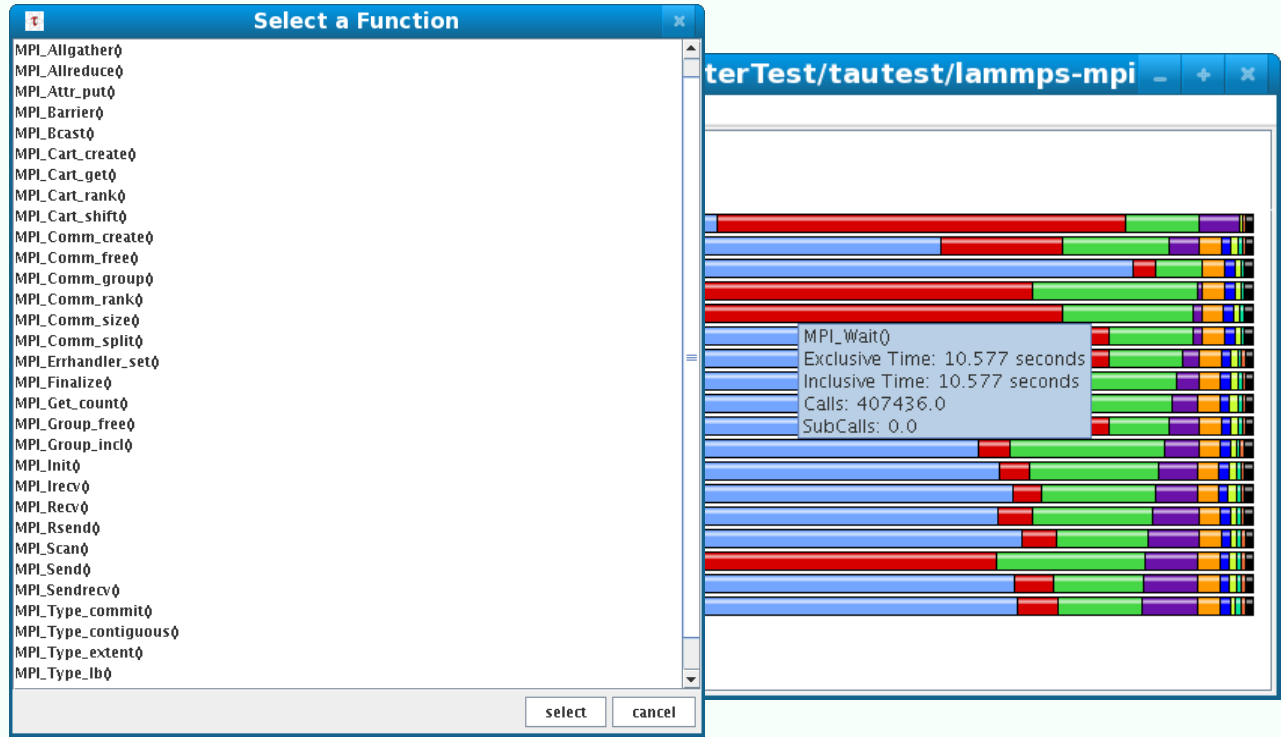 τ
Select a Function
MPI_Allgather()
MPI_Allreduce()
MPI_Attr_put()
MPI_Barrier()
MPI_Bcast()
MPI_Cart_create()
MPI_Cart_get()
MPI_Cart_rank()
MPI_Cart_shift()
MPI_Comm_create()
MPI_Comm_free()
MPI_Comm_group()
MPI_Comm_rank()
MPI_Comm_size()
MPI_Comm_split()
MPI_Errhandler_set()
MPI_Finalize()
MPI_Get_count()
MPI_Group_free()
MPI_Group_incl()
MPI_Init()
MPI_Irecv()
MPI_Recv()
MPI_Rsend()
MPI_Scan()
MPI_Send()
MPI_Sendrecv()
MPI_Type_commit()
MPI_Type_contiguous()
MPI_Type_extent()
MPI_Type_lb()
select cancel
terTest/tautest/lammps-mpi
MPI_Wait()
Exclusive Time: 10.577 seconds
Inclusive Time: 10.577 seconds
Calls: 407436.0
SubCalls: 0.0